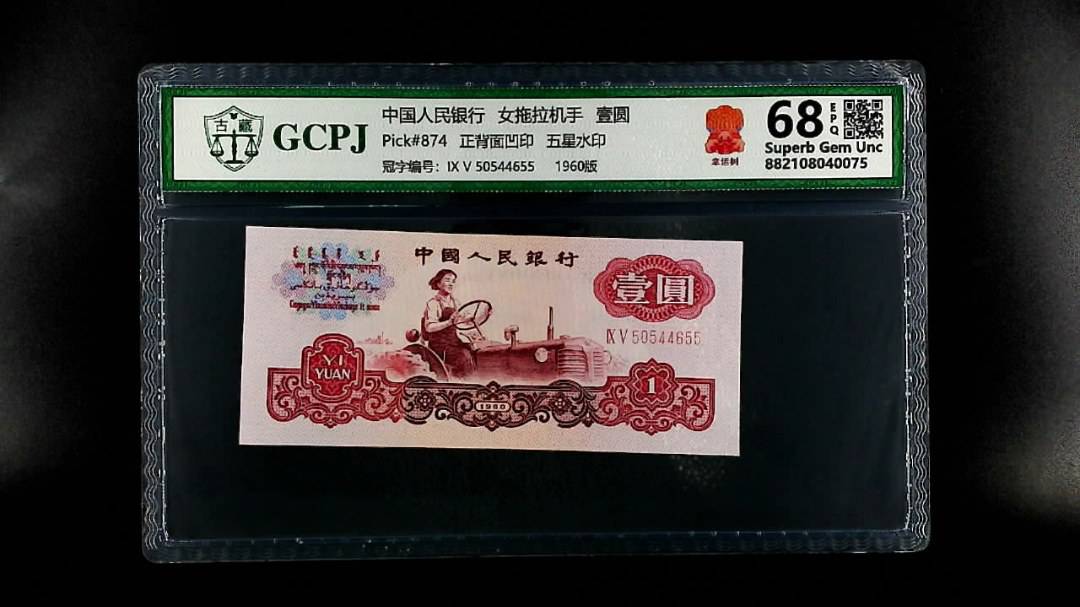 古 藏
GCPJ
中国人民银行 女拖拉机手 壹圆
Pick#874 正背面凹印 五星水印
冠字编号： IX V 50544655 1960版
幸运树
68 EPQ
Superb Gem Unc
882108040075
中國人民銀行
壹圓
IX V 50544655
YI
YUAN
1
1960